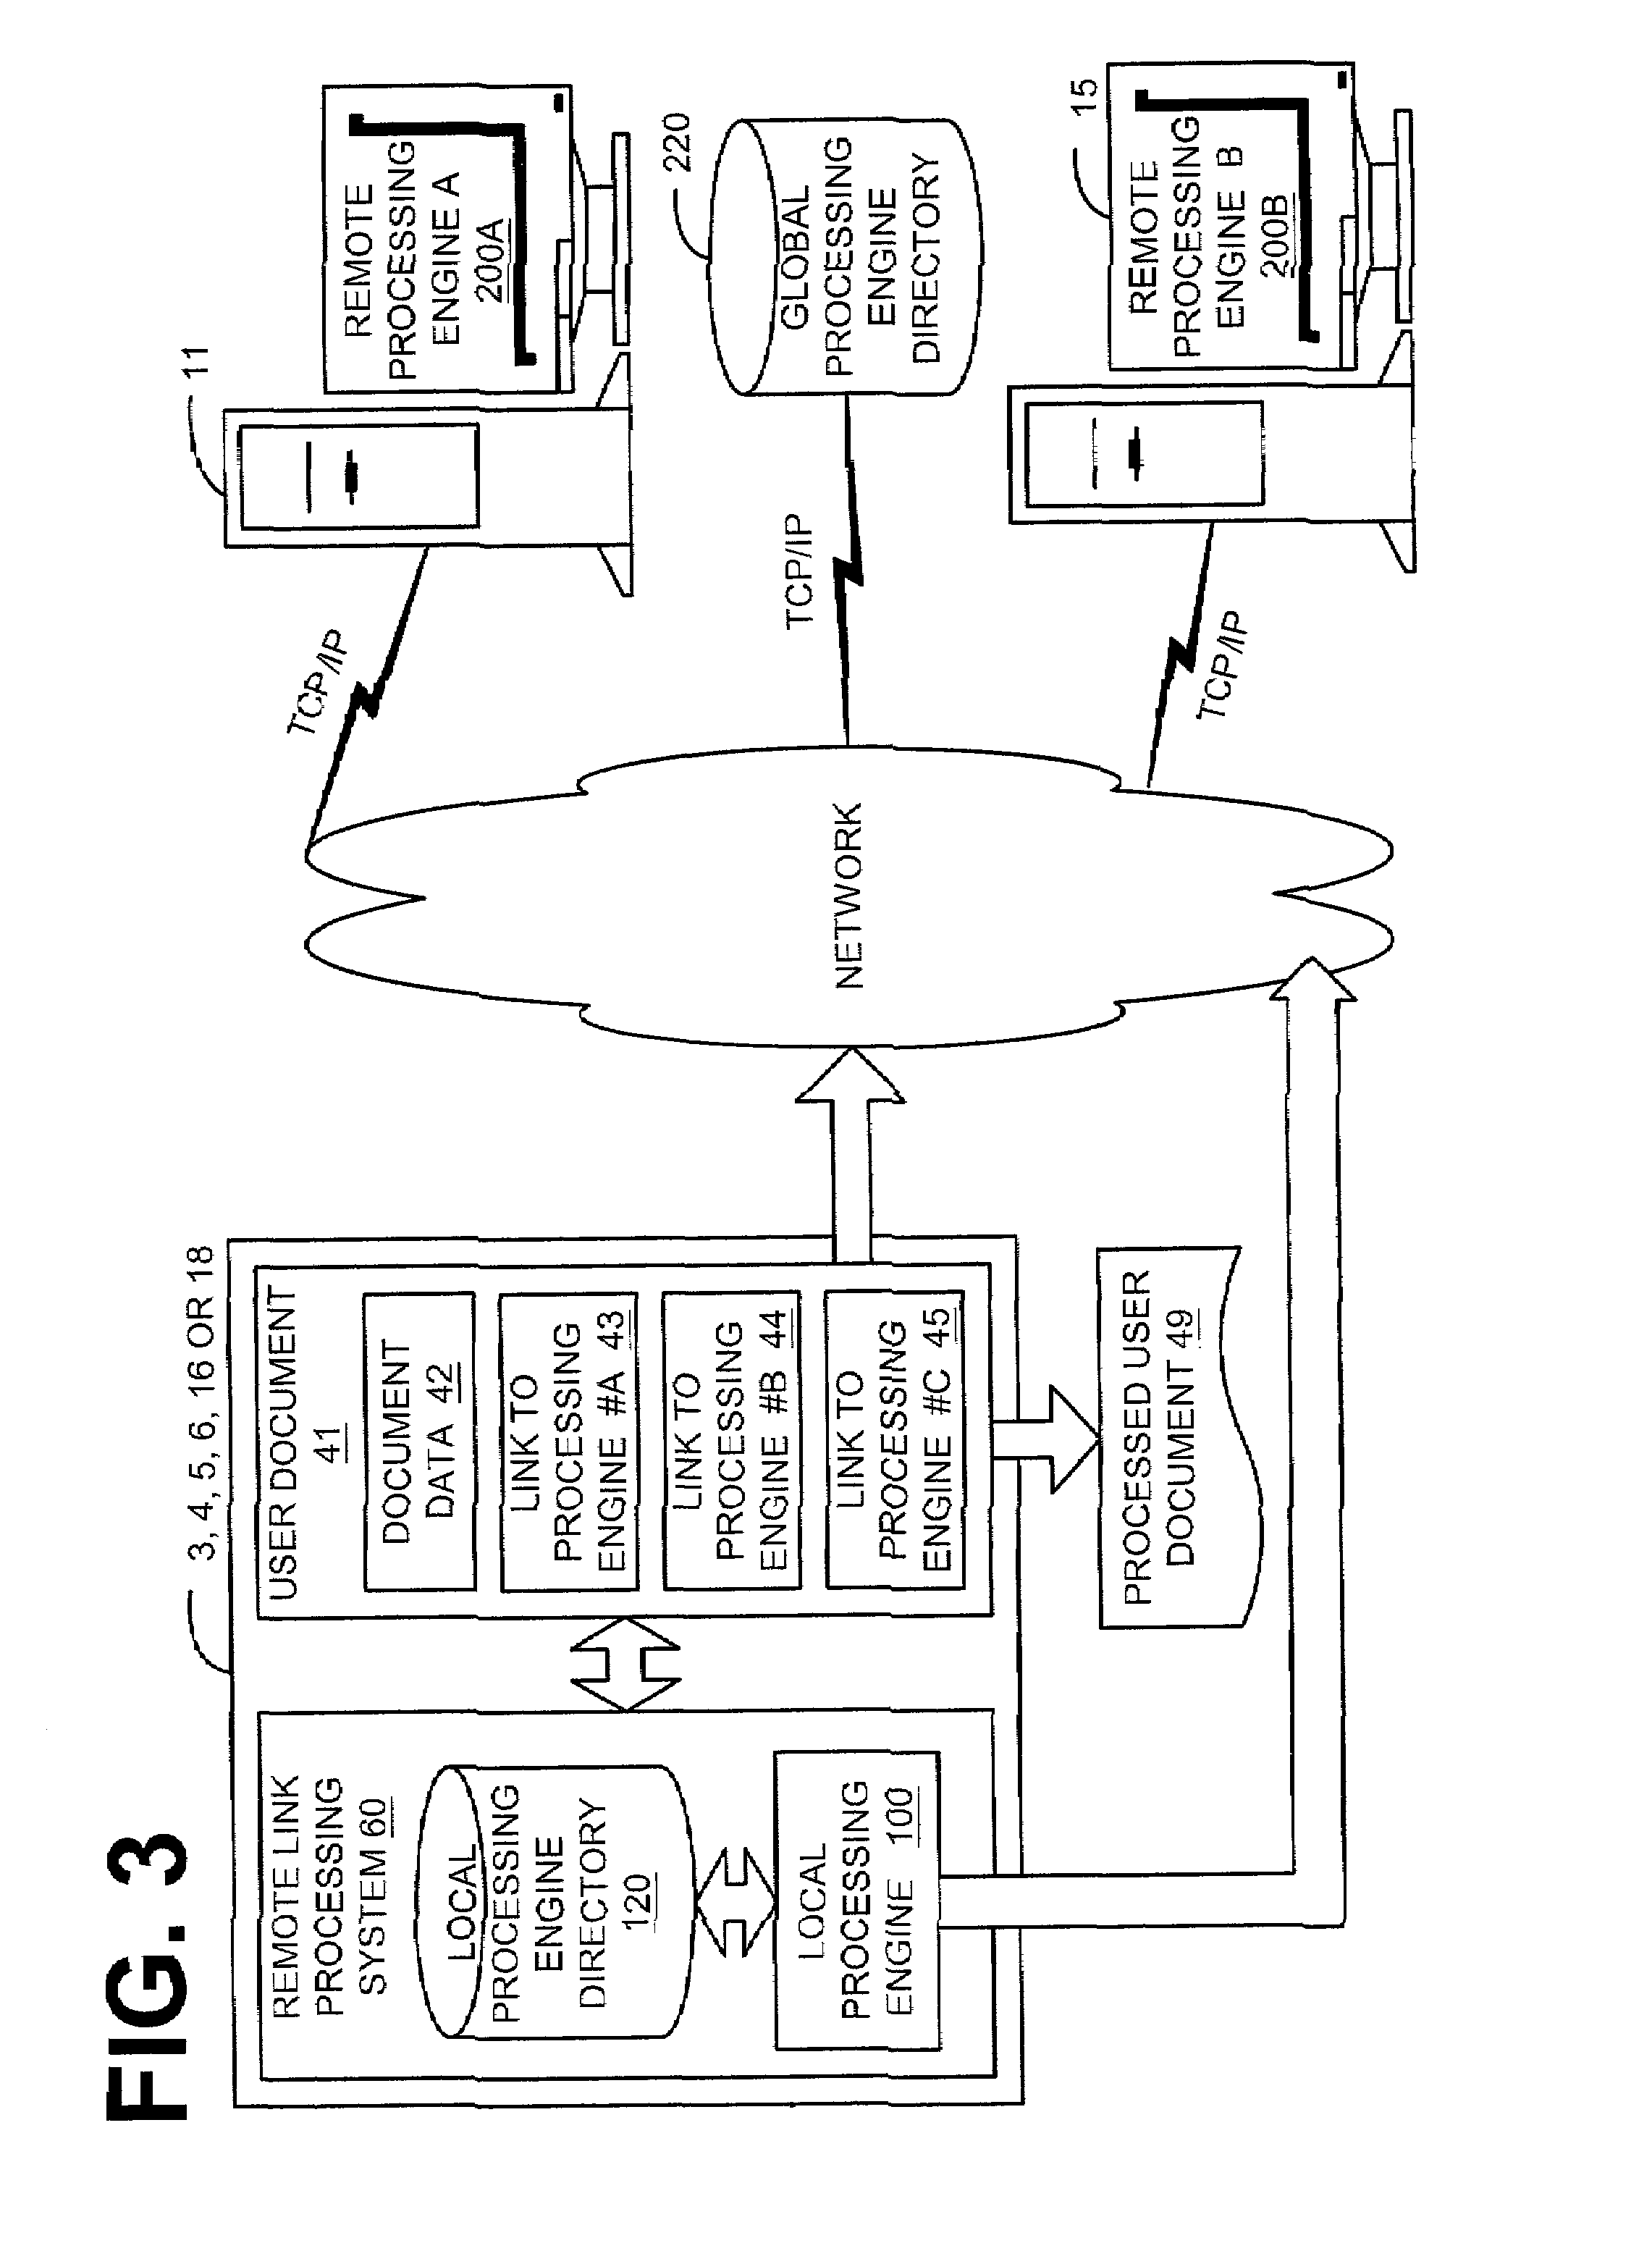 FIG. 3
3, 4, 5, 6, 16 OR 18
REMOTE LINK
PROCESSING
SYSTEM 60
LOCAL
PROCESSING
ENGINE
DIRECTORY
120
LOCAL
PROCESSING
ENGINE 100
USER DOCUMENT
41
DOCUMENT
DATA 42
LINK TO
PROCESSING
ENGINE #A 43
LINK TO
PROCESSING
ENGINE #B 44
LINK TO
PROCESSING
ENGINE #C 45
PROCESSED USER
DOCUMENT 49
NETWORK
TCP/IP
TCP/IP
TCP/IP
11
REMOTE
PROCESSING
ENGINE A
200A
220
GLOBAL
PROCESSING
ENGINE
DIRECTORY
15
REMOTE
PROCESSING
ENGINE B
200B